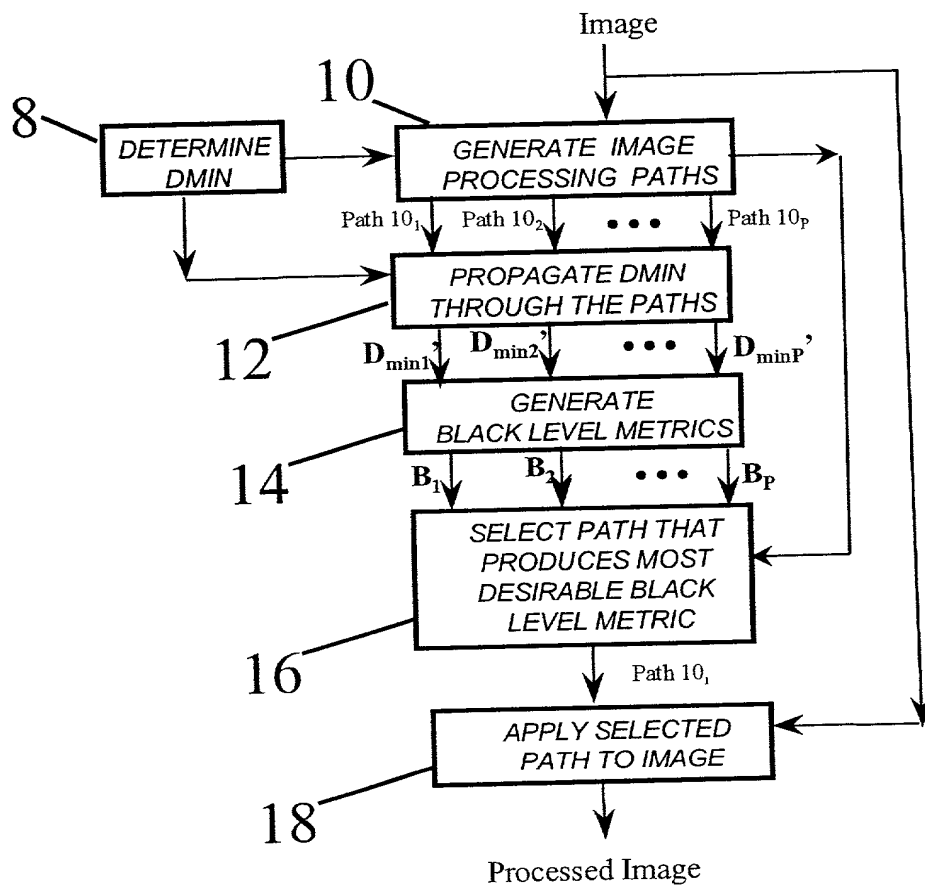 Image
10
8
DETERMINE
DMIN
GENERATE IMAGE
PROCESSING PATHS
Path 10₁ Path 10₂ ••• Path 10ₚ
PROPAGATE DMIN
THROUGH THE PATHS
12
Dₘᵢₙ₁' Dₘᵢₙ₂' ••• DₘᵢₙP'
GENERATE
BLACK LEVEL METRICS
14
B₁ B₂ ••• Bₚ
SELECT PATH THAT
PRODUCES MOST
DESIRABLE BLACK
LEVEL METRIC
16
Path 10ᵢ
APPLY SELECTED
PATH TO IMAGE
18
Processed Image